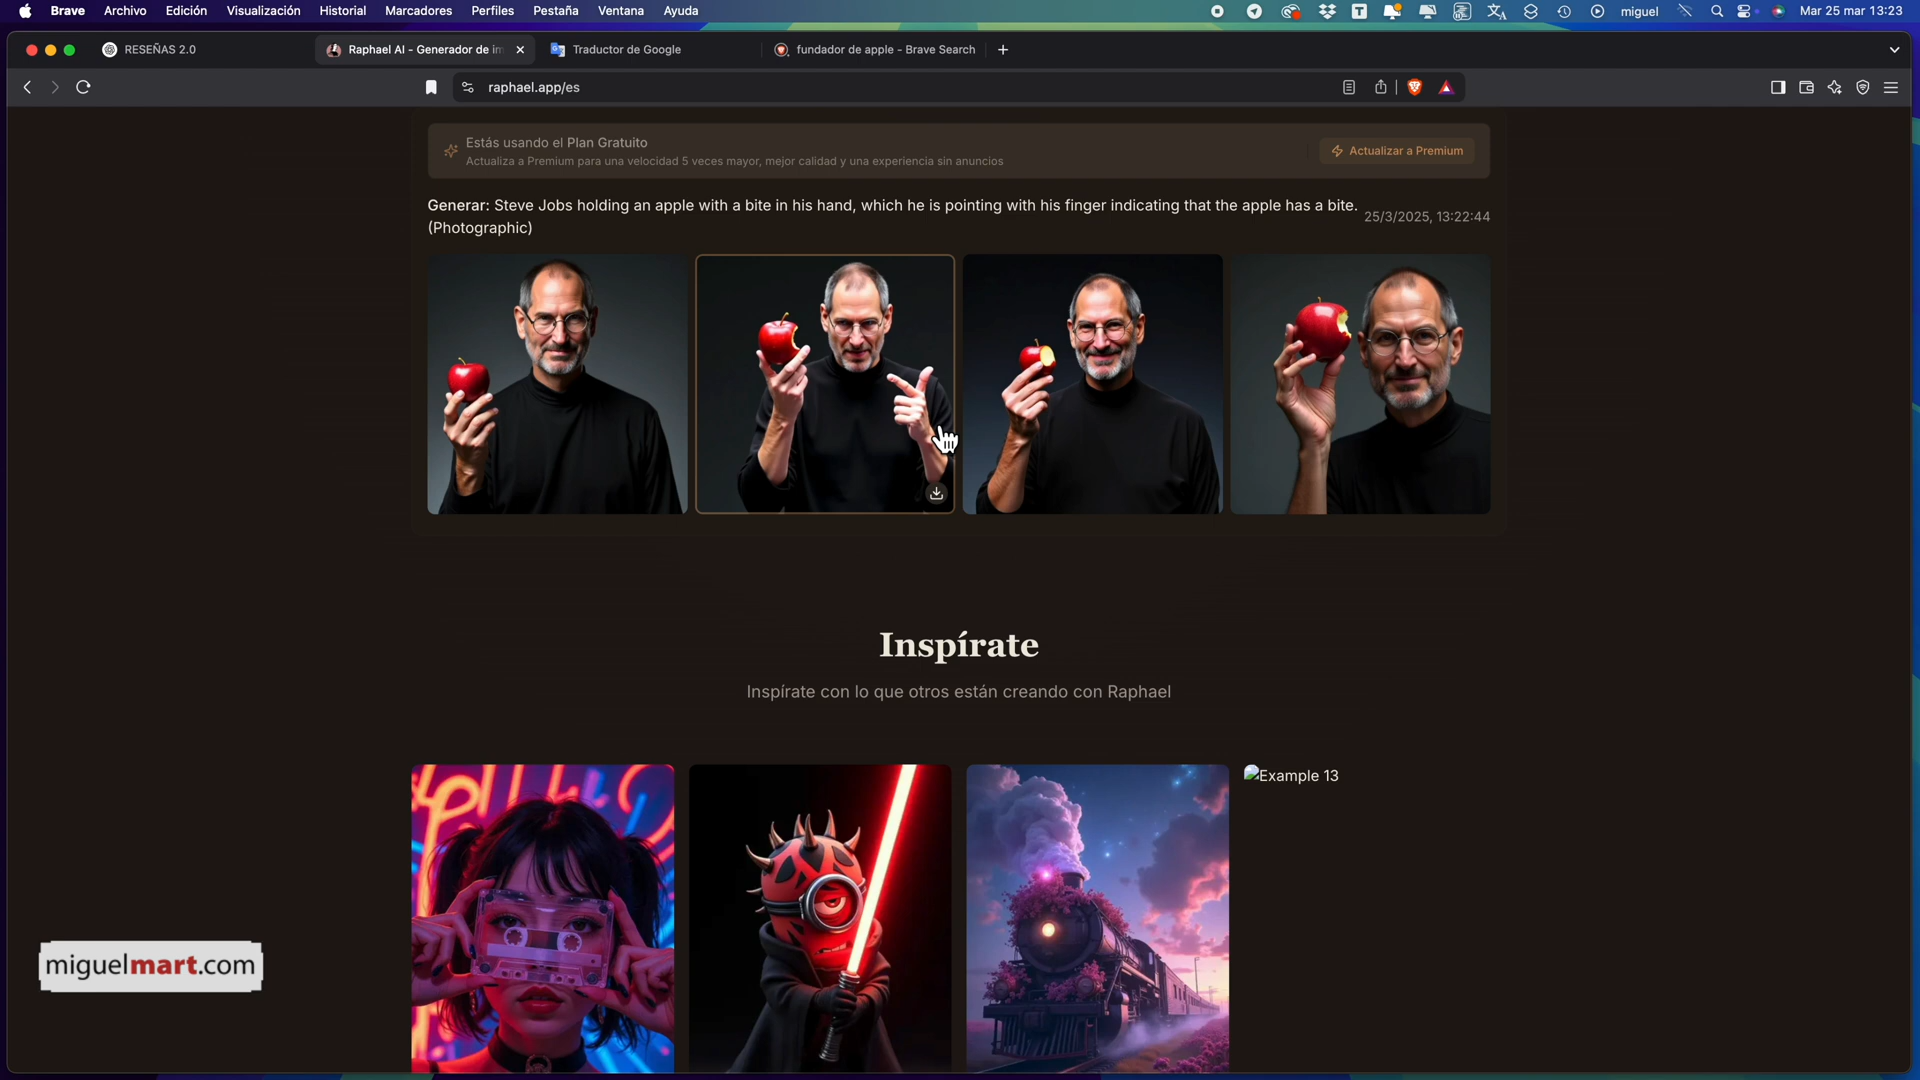 Brave Archivo Edición Visualización Historial Marcadores Perfiles Pestaña Ventana Ayuda miguel Mar 25 mar 13:23
RESEÑAS 2.0 Raphael AI - Generador de im Traductor de Google fundador de apple - Brave Search
raphael.app/es
Estás usando el Plan Gratuito
Actualiza a Premium para una velocidad 5 veces mayor, mejor calidad y una experiencia sin anuncios
Actualizar a Premium
Generar: Steve Jobs holding an apple with a bite in his hand, which he is pointing with his finger indicating that the apple has a bite.
(Photographic)
25/3/2025, 13:22:44
Inspírate
Inspírate con lo que otros están creando con Raphael
Example 13
miguelmart.com